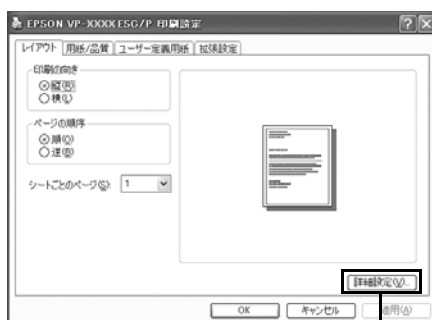 EPSON VP-XXXX ESC/P 印刷設定
レイアウト 用紙/品質 ユーザー定義用紙 拡張設定
印刷の向き
縦(R)
横(L)
ページの順序
順(O)
逆(E)
シートごとのページ(S): 1
詳細設定(V)...
OK キャンセル 適用(A)